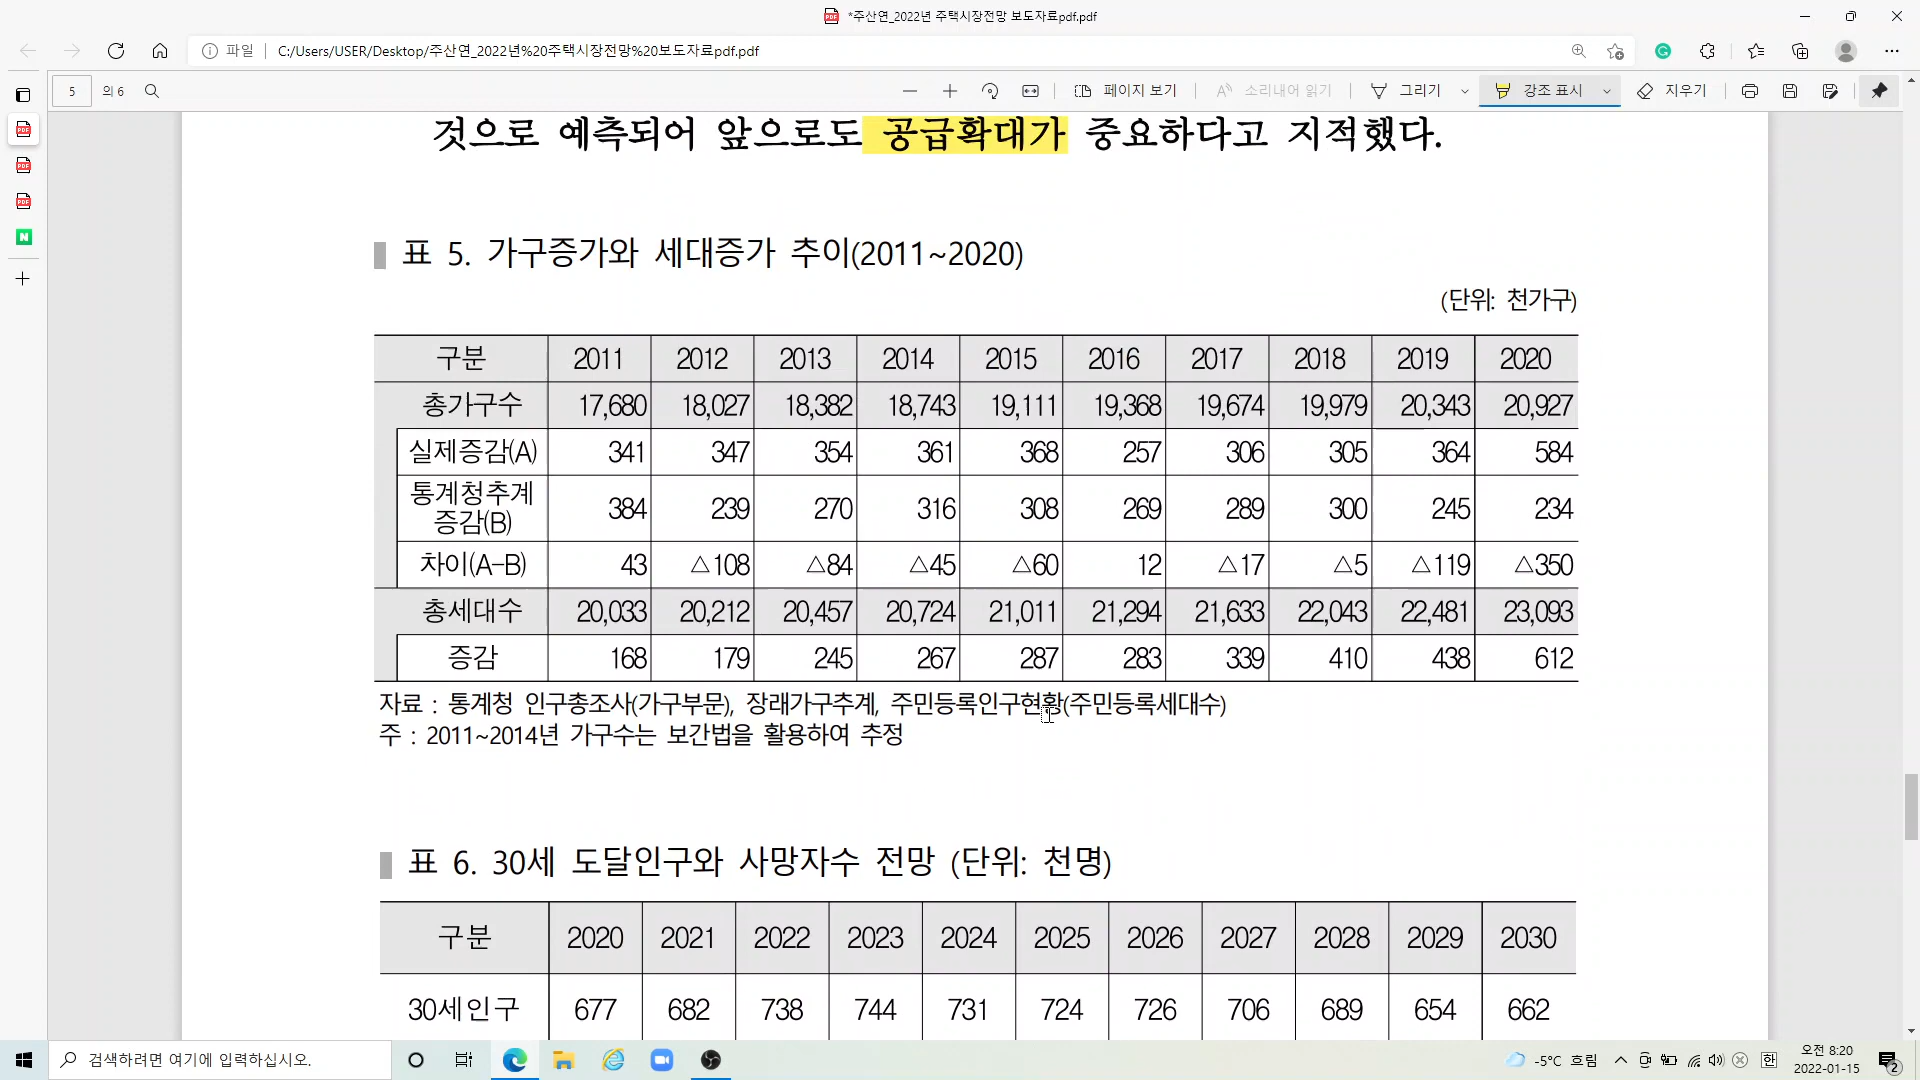 *주산연_2022년 주택시장전망 보도자료pdf.pdf
파일 C:/Users/USER/Desktop/주산연_2022년%20주택시장전망%20보도자료pdf.pdf
5 의 6 페이지 보기 소리내어 읽기 그리기 강조 표시 지우기
것으로 예측되어 앞으로도 공급확대가 중요하다고 지적했다.
표 5. 가구증가와 세대증가 추이(2011~2020)
(단위: 천가구)
구분 2011 2012 2013 2014 2015 2016 2017 2018 2019 2020
총가구수 17,680 18,027 18,382 18,743 19,111 19,368 19,674 19,979 20,343 20,927
실제증감(A) 341 347 354 361 368 257 306 305 364 584
통계청추계
증감(B) 384 239 270 316 308 269 289 300 245 234
차이(A-B) 43 △108 △84 △45 △60 12 △17 △5 △119 △350
총세대수 20,033 20,212 20,457 20,724 21,011 21,294 21,633 22,043 22,481 23,093
증감 168 179 245 267 287 283 339 410 438 612
자료 : 통계청 인구총조사(가구부문), 장래가구추계, 주민등록인구현황(주민등록세대수)
주 : 2011~2014년 가구수는 보간법을 활용하여 추정
표 6. 30세 도달인구와 사망자수 전망 (단위: 천명)
구분 2020 2021 2022 2023 2024 2025 2026 2027 2028 2029 2030
30세인구 677 682 738 744 731 724 726 706 689 654 662
검색하려면 여기에 입력하십시오.
-5°C 흐림 한 오전 8:20
2022-01-15 2